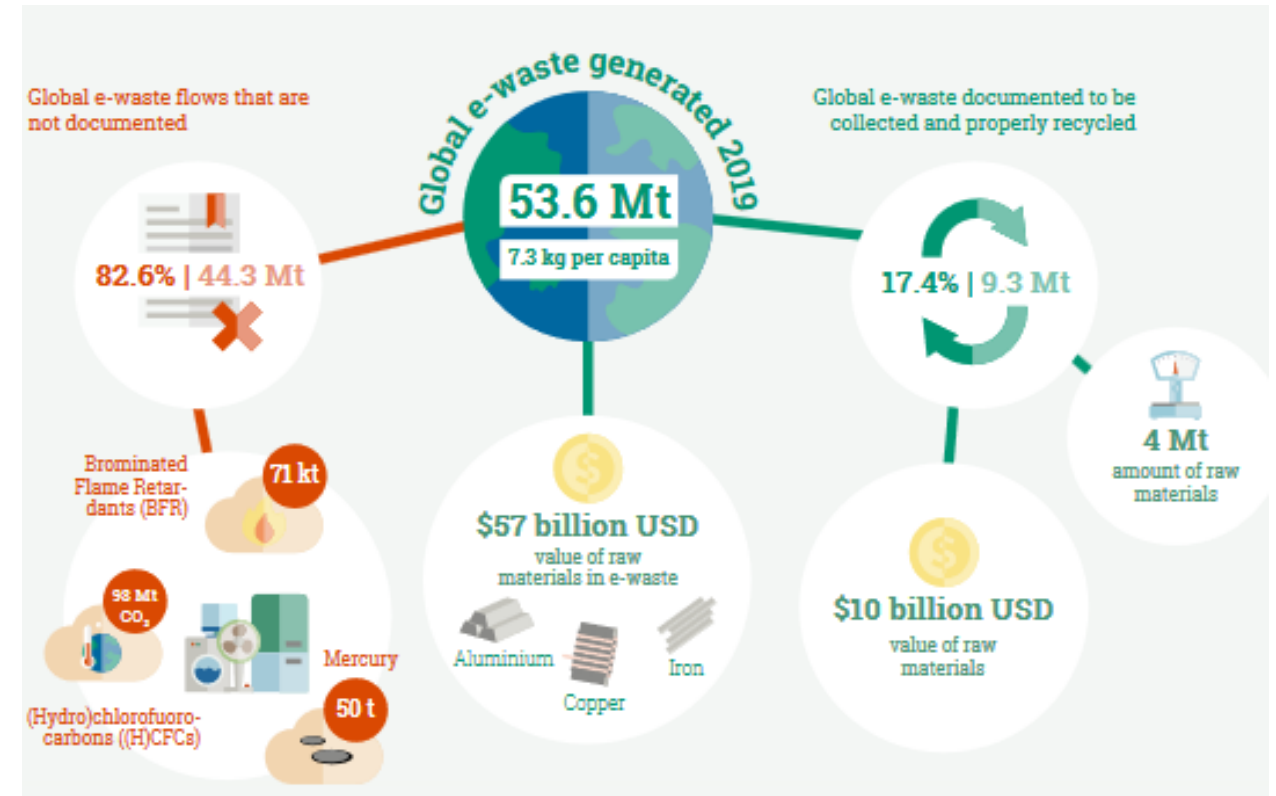 Global e-waste generated 2019
53.6 Mt
7.3 kg per capita
Global e-waste flows that are
not documented
82.6% | 44.3 Mt
Brominated
Flame Retar-
dants (BFR)
71 kt
98 Mt
CO₂
(Hydro)chlorofuoro-
carbons ((H)CFCs)
Mercury
50 t
$57 billion USD
value of raw
materials in e-waste
Aluminium
Copper
Iron
Global e-waste documented to be
collected and properly recycled
17.4% | 9.3 Mt
$10 billion USD
value of raw
materials
4 Mt
amount of raw
materials